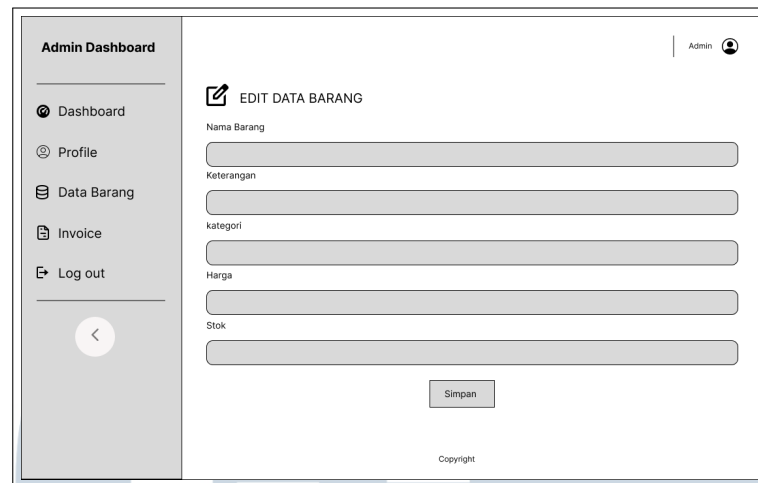 Admin Dashboard
Admin
Dashboard
Profile
Data Barang
Invoice
Log out
EDIT DATA BARANG
Nama Barang
Keterangan
kategori
Harga
Stok
Simpan
Copyright